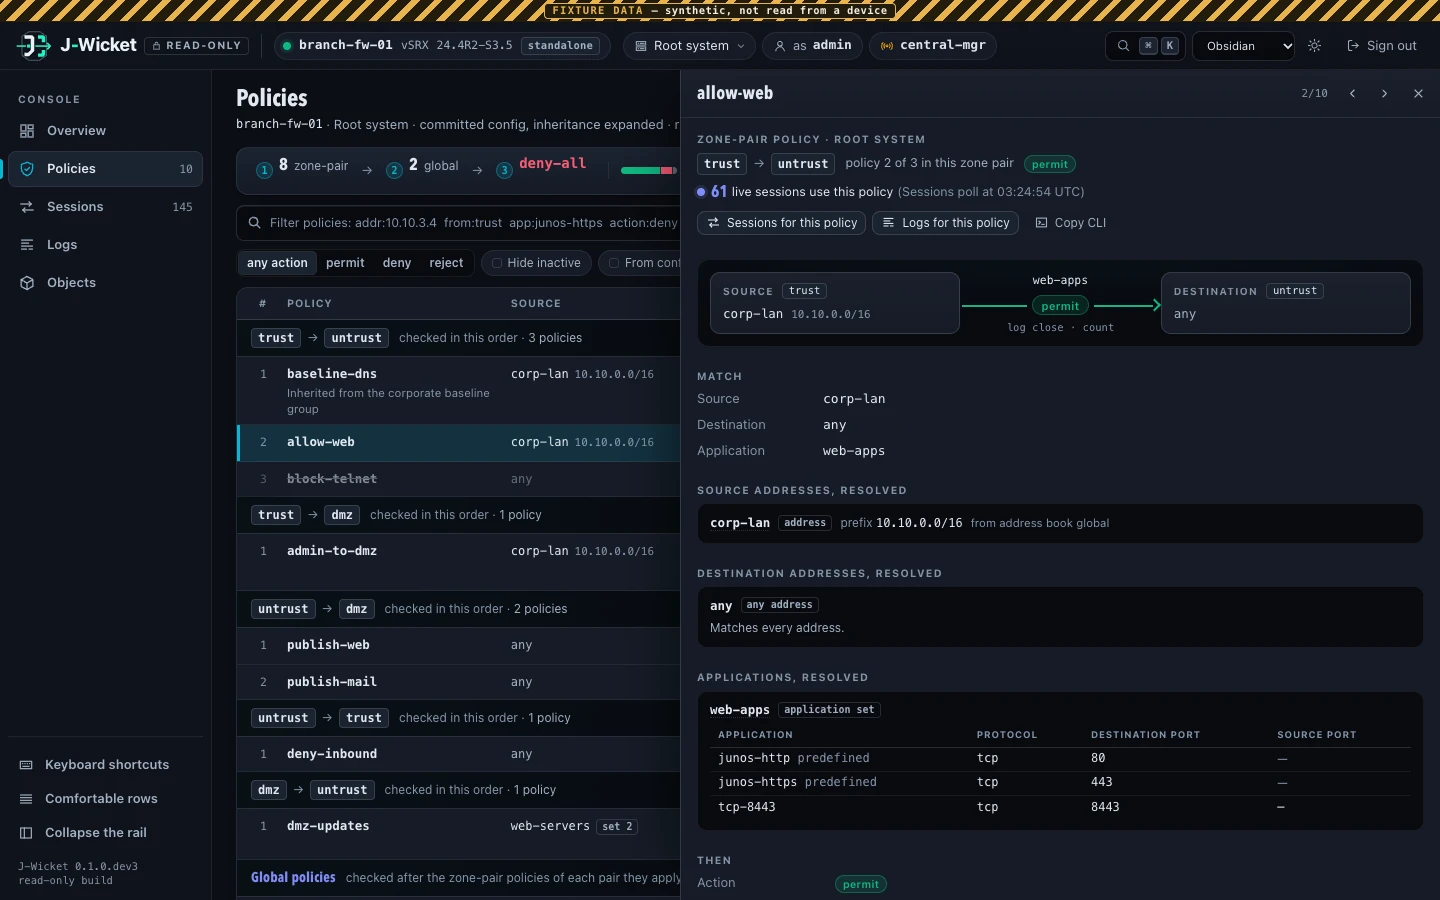 FIXTURE DATA — synthetic, not read from a device
J-Wicket READ-ONLY branch-fw-01 vSRX 24.4R2-S3.5 standalone Root system as admin central-mgr ⌘ K Obsidian Sign out
CONSOLE
Overview
Policies 10
Sessions 145
Logs
Objects
Keyboard shortcuts
Comfortable rows
Collapse the rail
J-Wicket 0.1.0.dev3
read-only build
Policies
branch-fw-01 · Root system · committed config, inheritance expanded · r
1 8 zone-pair → 2 2 global → 3 deny-all
Filter policies: addr:10.10.3.4 from:trust app:junos-https action:deny
any action permit deny reject Hide inactive From conf
# POLICY SOURCE
trust → untrust checked in this order · 3 policies
1 baseline-dns corp-lan 10.10.0.0/16
Inherited from the corporate baseline
group
2 allow-web corp-lan 10.10.0.0/16
3 block-telnet any
trust → dmz checked in this order · 1 policy
1 admin-to-dmz corp-lan 10.10.0.0/16
untrust → dmz checked in this order · 2 policies
1 publish-web any
2 publish-mail any
untrust → trust checked in this order · 1 policy
1 deny-inbound any
dmz → untrust checked in this order · 1 policy
1 dmz-updates web-servers set 2
Global policies checked after the zone-pair policies of each pair they apply
allow-web 2/10
ZONE-PAIR POLICY · ROOT SYSTEM
trust → untrust policy 2 of 3 in this zone pair permit
61 live sessions use this policy (Sessions poll at 03:24:54 UTC)
Sessions for this policy Logs for this policy Copy CLI
SOURCE trust
corp-lan 10.10.0.0/16
web-apps
permit
log close · count
DESTINATION untrust
any
MATCH
Source corp-lan
Destination any
Application web-apps
SOURCE ADDRESSES, RESOLVED
corp-lan address prefix 10.10.0.0/16 from address book global
DESTINATION ADDRESSES, RESOLVED
any any address
Matches every address.
APPLICATIONS, RESOLVED
web-apps application set
APPLICATION PROTOCOL DESTINATION PORT SOURCE PORT
junos-http predefined tcp 80 —
junos-https predefined tcp 443 —
tcp-8443 tcp 8443 —
THEN
Action permit